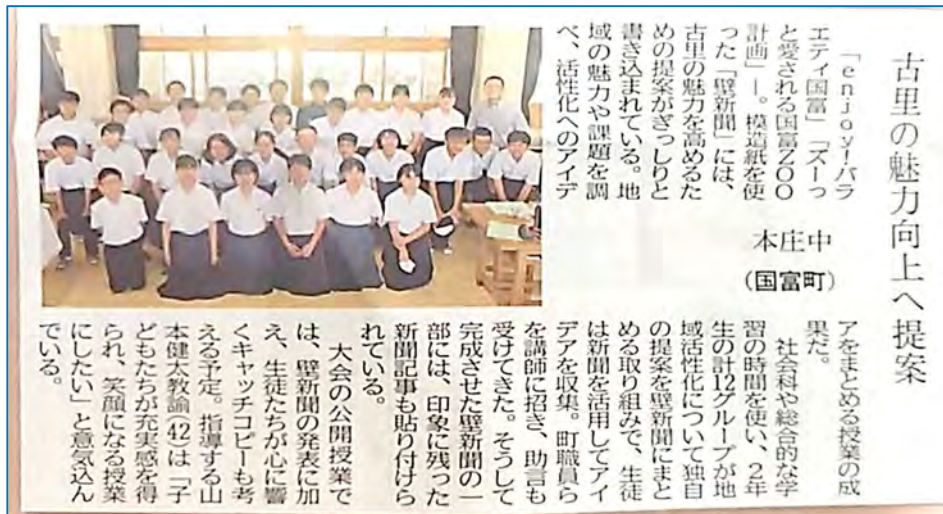 古里の魅力向上へ提案
本庄中
(国富町)
「enjoy!バラ
エティ国富」「ズーっ
と愛される国富ZOO
計画」―。模造紙を使
った「壁新聞」には、
古里の魅力を高めるた
めの提案がぎっしりと
書き込まれている。地
域の魅力や課題を調
べ、活性化へのアイデ
アをまとめる授業の成
果だ。
社会科や総合的な学
習の時間を使い、2年
生の計12グループが地
域活性化について独自
の提案を壁新聞にまと
める取り組みで、生徒
は新聞を活用してアイ
デアを収集。町職員ら
を講師に招き、助言も
受けてきた。そうして
完成させた壁新聞の一
部には、印象に残った
新聞記事も貼り付けら
れている。
大会の公開授業で
は、壁新聞の発表に加
え、生徒たちが心に響
くキャッチコピーも考
える予定。指導する山
本健太教諭(42)は「子
どもたちが充実感を得
られ、笑顔になる授業
にしたい」と意気込ん
でいる。